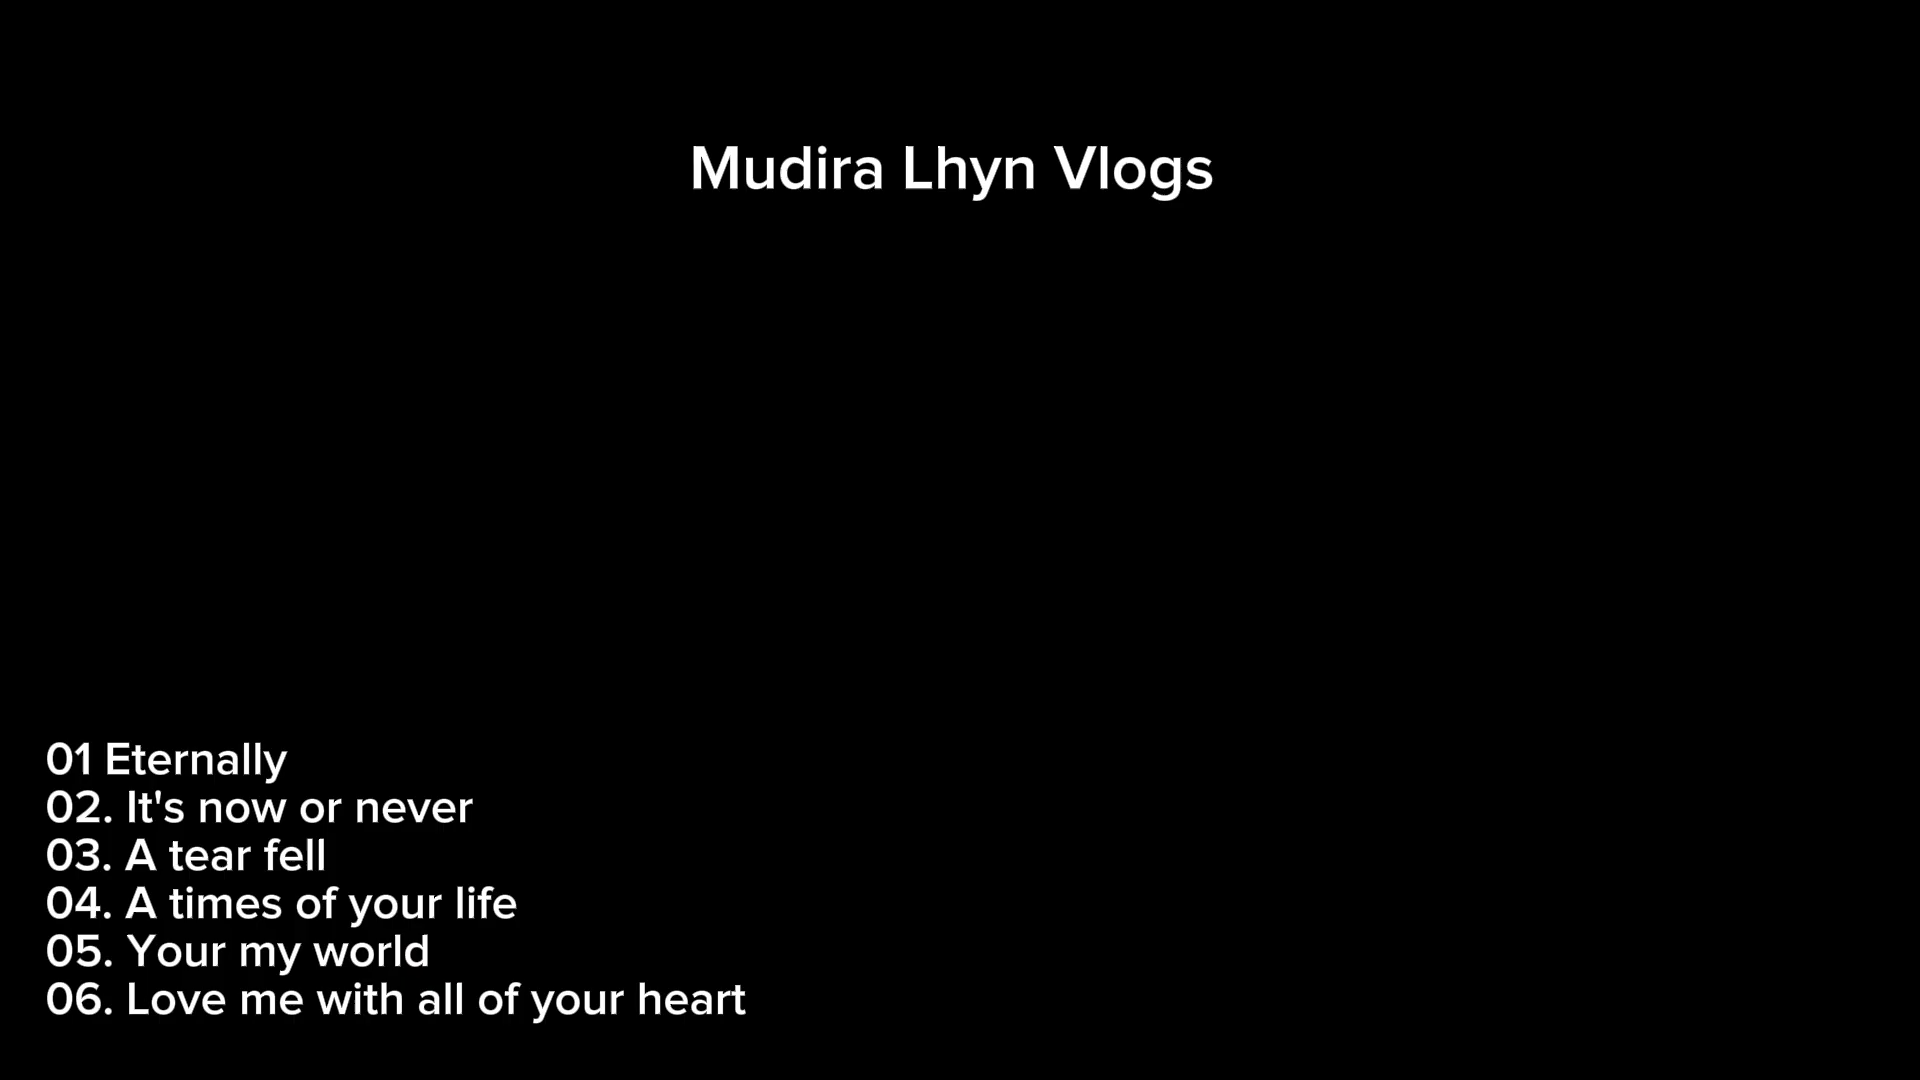 Mudira Lhyn Vlogs
01 Eternally
02. It's now or never
03. A tear fell
04. A times of your life
05. Your my world
06. Love me with all of your heart